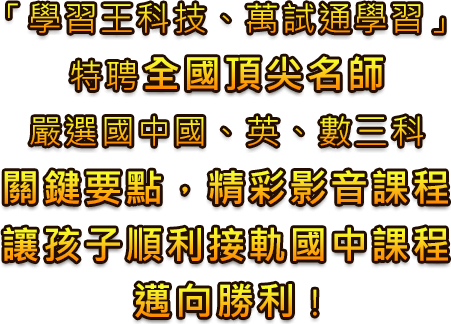 「學習王科技、萬試通學習」
特聘全國頂尖名師
嚴選國中國、英、數三科
關鍵要點，精彩影音課程
讓孩子順利接軌國中課程
邁向勝利！